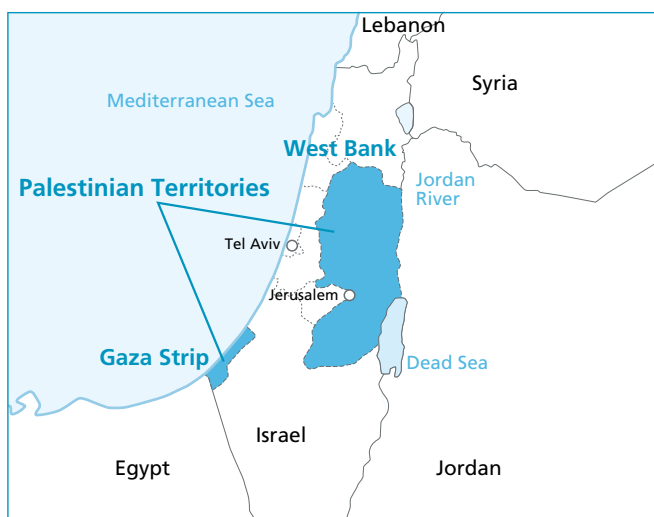 Lebanon
Syria
Mediterranean Sea
West Bank
Palestinian Territories
Jordan
River
Tel Aviv
Jerusalem
Gaza Strip
Dead Sea
Israel
Egypt
Jordan